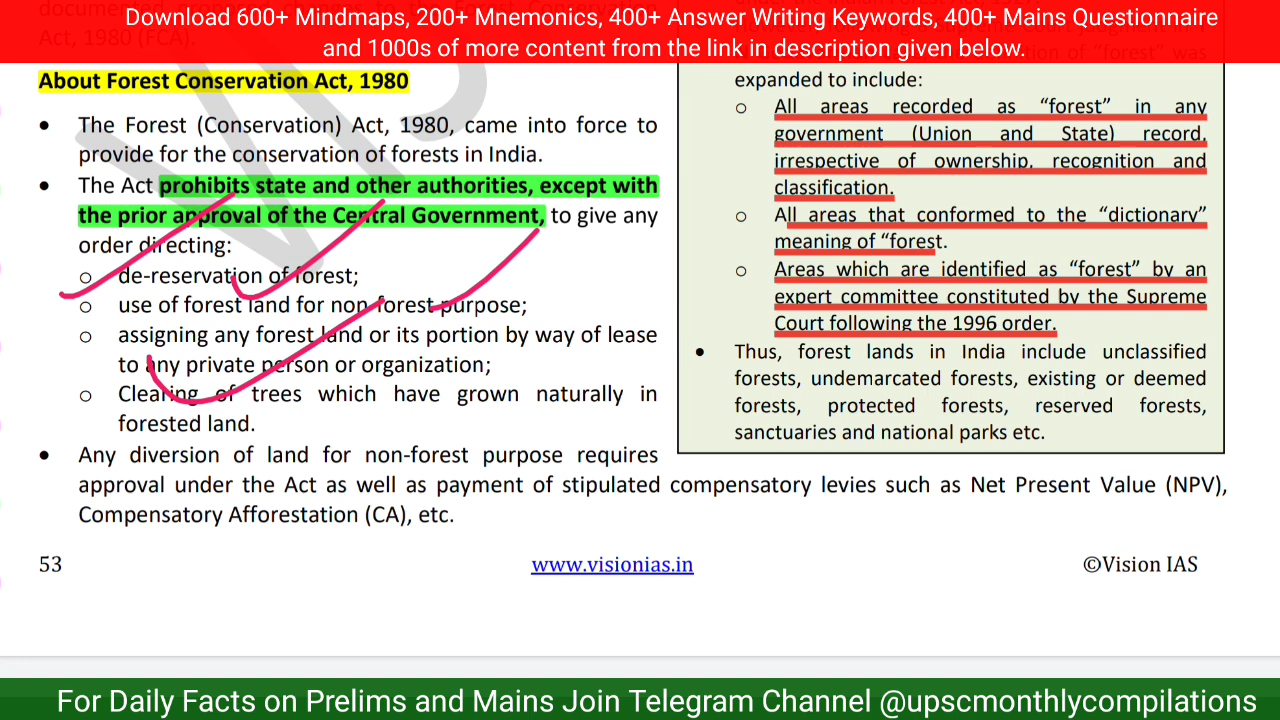 Download 600+ Mindmaps, 200+ Mnemonics, 400+ Answer Writing Keywords, 400+ Mains Questionnaire
and 1000s of more content from the link in description given below.
Act, 1980 (FCA).
About Forest Conservation Act, 1980
• The Forest (Conservation) Act, 1980, came into force to
provide for the conservation of forests in India.
• The Act prohibits state and other authorities, except with
the prior approval of the Central Government, to give any
order directing:
o de-reservation of forest;
o use of forest land for non-forest purpose;
o assigning any forest land or its portion by way of lease
to any private person or organization;
o Clearing of trees which have grown naturally in
forested land.
• Any diversion of land for non-forest purpose requires
approval under the Act as well as payment of stipulated compensatory levies such as Net Present Value (NPV),
Compensatory Afforestation (CA), etc.
of “forest” was
expanded to include:
o All areas recorded as “forest” in any
government (Union and State) record,
irrespective of ownership, recognition and
classification.
o All areas that conformed to the “dictionary”
meaning of “forest.
o Areas which are identified as “forest” by an
expert committee constituted by the Supreme
Court following the 1996 order.
• Thus, forest lands in India include unclassified
forests, undemarcated forests, existing or deemed
forests, protected forests, reserved forests,
sanctuaries and national parks etc.
53 www.visionias.in ©Vision IAS
For Daily Facts on Prelims and Mains Join Telegram Channel @upscmonthlycompilations